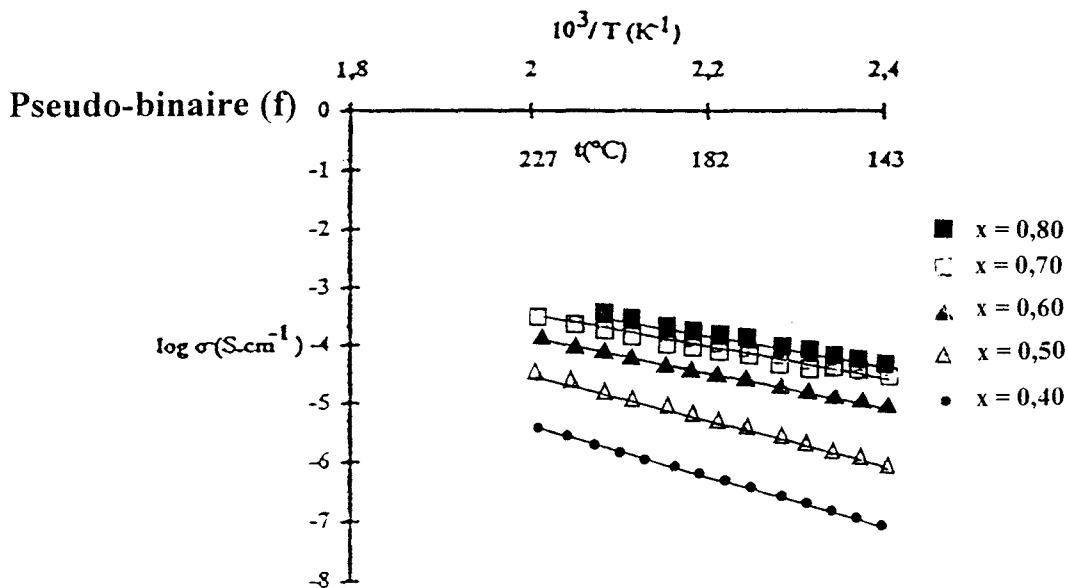 10³/T (K⁻¹)
1,8 2 2,2 2,4
Pseudo-binaire (f) 0
227 t(°C) 182 143
-1
-2
-3
log σ(S.cm⁻¹) -4
-5
-6
-7
-8
x = 0,80
x = 0,70
x = 0,60
x = 0,50
x = 0,40